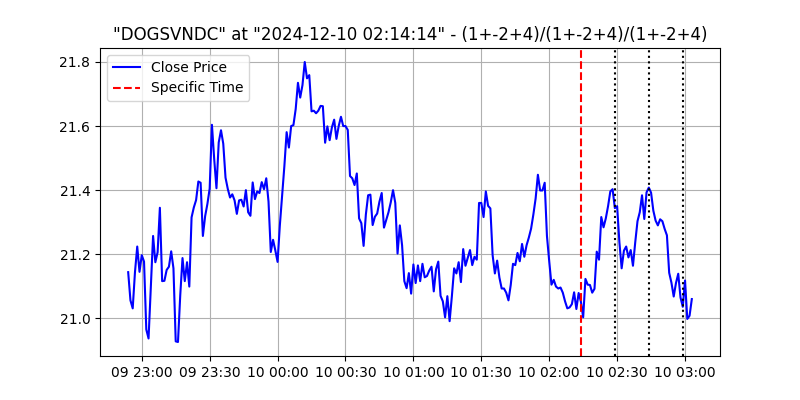 "DOGSVNDC" at "2024-12-10 02:14:14" - (1+-2+4)/(1+-2+4)/(1+-2+4)
Close Price
Specific Time
21.8
21.6
21.4
21.2
21.0
09 23:00 09 23:30 10 00:00 10 00:30 10 01:00 10 01:30 10 02:00 10 02:30 10 03:00